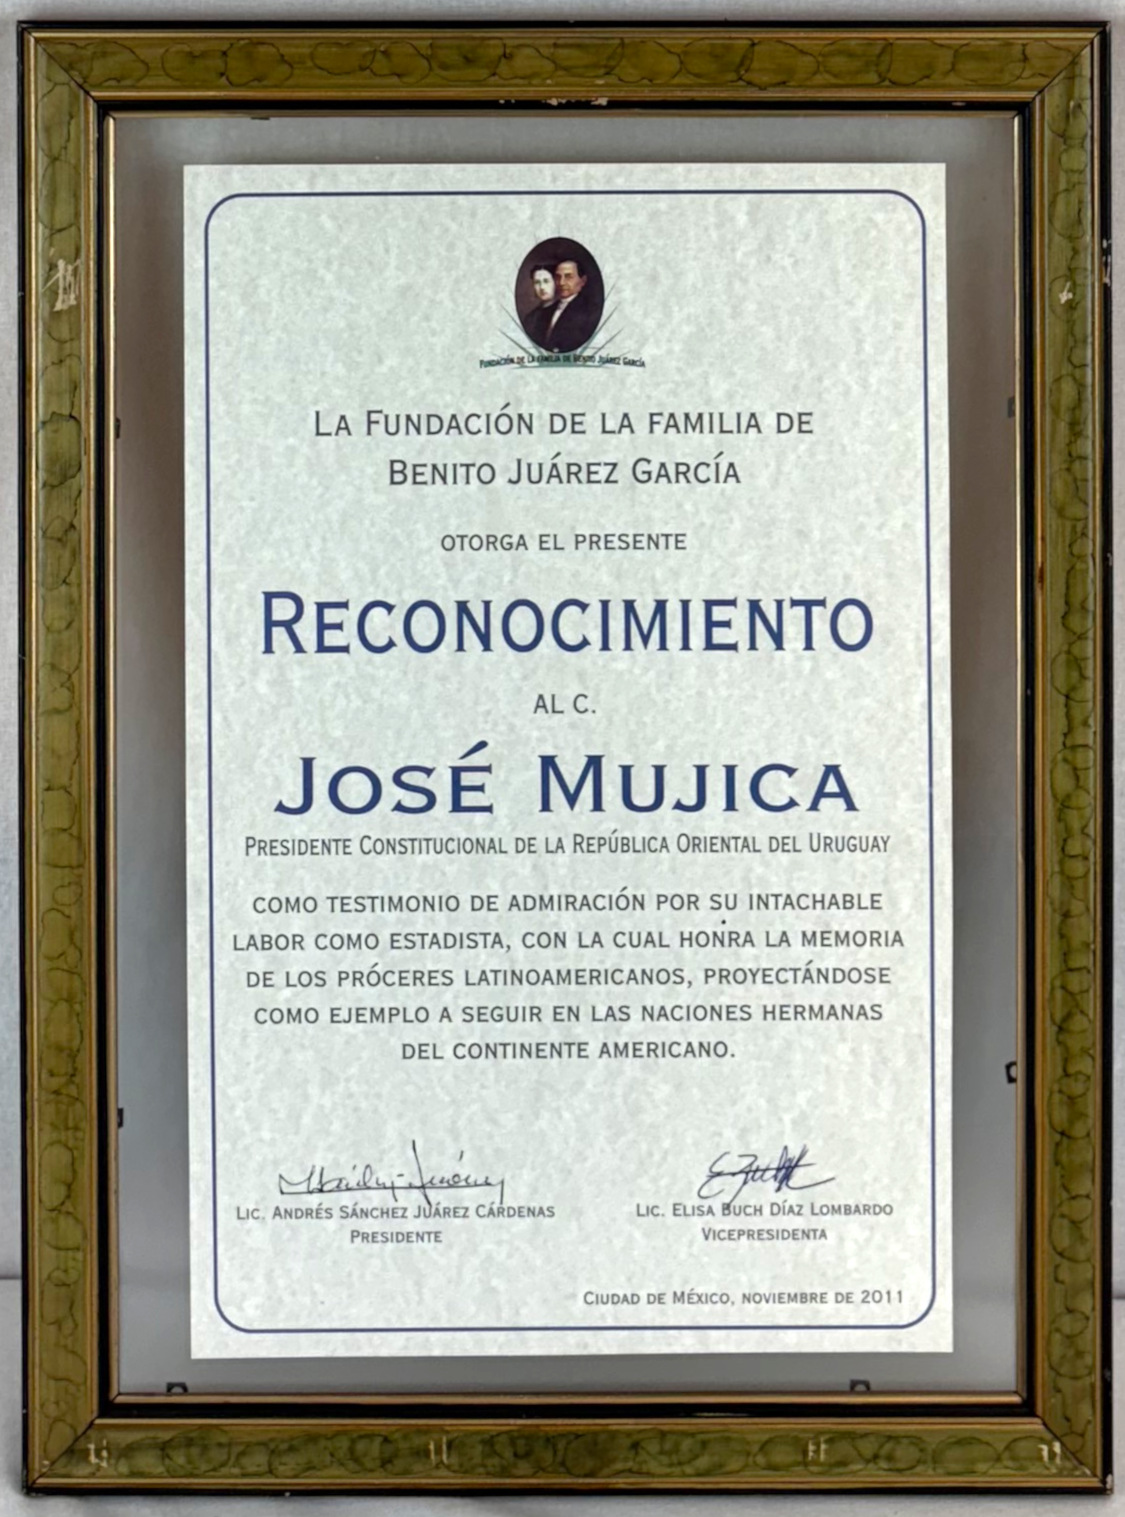 Fundación de la familia de Benito Juárez García
La Fundación de la familia de
Benito Juárez García
otorga el presente
Reconocimiento
al C.
José Mujica
Presidente Constitucional de la República Oriental del Uruguay
como testimonio de admiración por su intachable
labor como estadista, con la cual honra la memoria
de los próceres latinoamericanos, proyectándose
como ejemplo a seguir en las naciones hermanas
del continente americano.
Lic. Andrés Sánchez Juárez Cárdenas
Presidente
Lic. Elisa Buch Díaz Lombardo
Vicepresidenta
Ciudad de México, noviembre de 2011